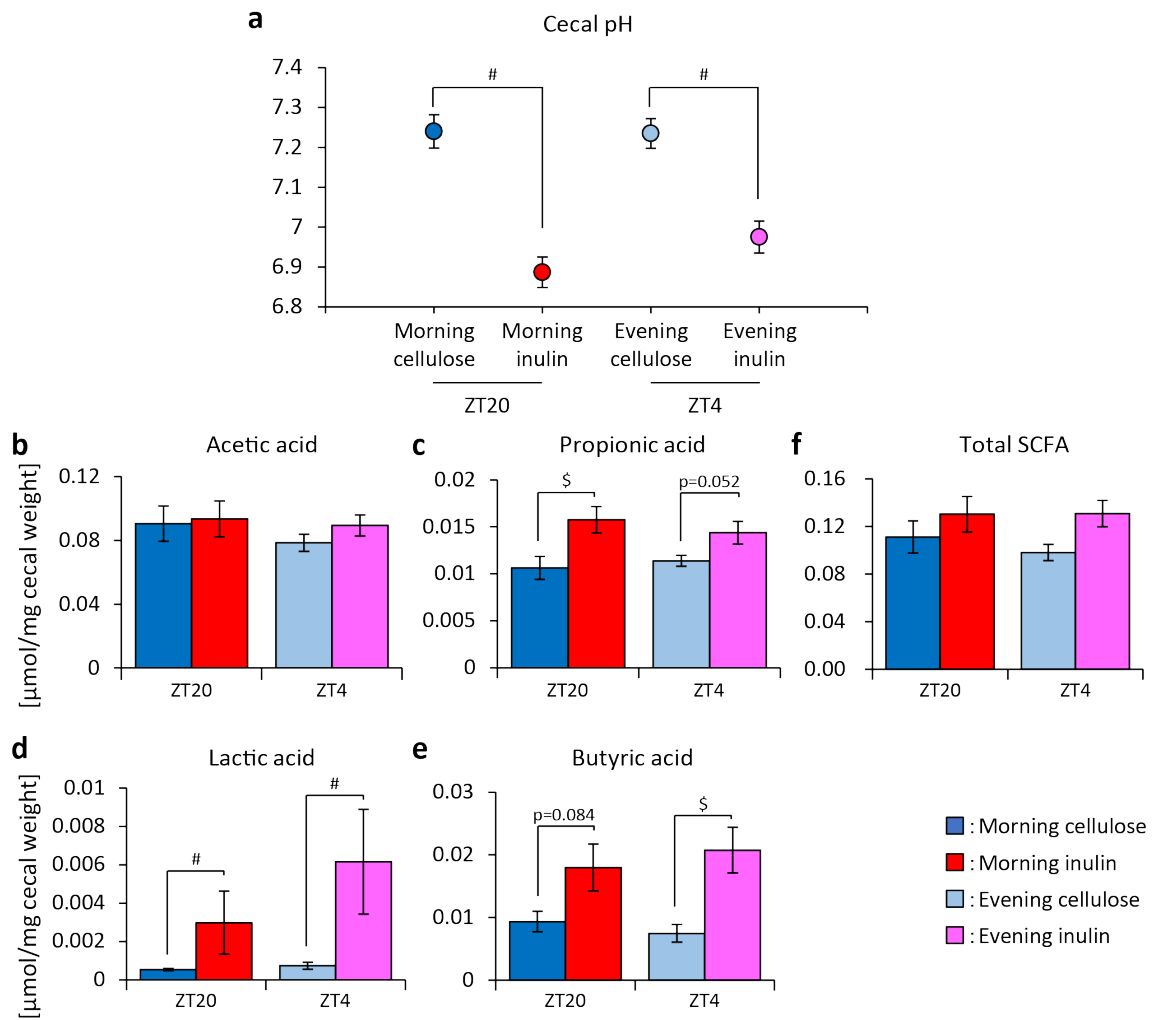 a
Cecal pH
7.4
7.3
7.2
7.1
7
6.9
6.8
#
#
Morning
cellulose
Morning
inulin
Evening
cellulose
Evening
inulin
ZT20
ZT4
b
Acetic acid
[µmol/mg cecal weight]
0.12
0.08
0.04
0
ZT20
ZT4
c
Propionic acid
0.02
0.015
0.01
0.005
0
$
p=0.052
ZT20
ZT4
f
Total SCFA
0.16
0.12
0.08
0.04
0.00
ZT20
ZT4
d
Lactic acid
[µmol/mg cecal weight]
0.01
0.008
0.006
0.004
0.002
0
#
#
ZT20
ZT4
e
Butyric acid
0.03
0.02
0.01
0
p=0.084
$
ZT20
ZT4
: Morning cellulose
: Morning inulin
: Evening cellulose
: Evening inulin